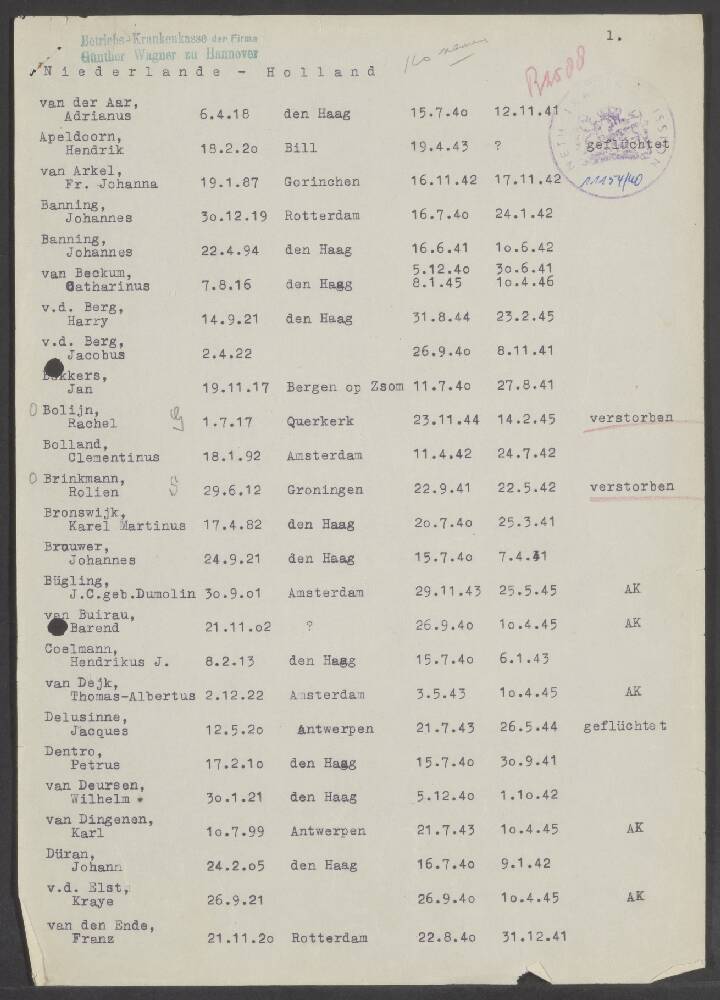 1.
Betriebs-Krankenkasse der Firma
Günther Wagner zu Hannover
Niederlande - Holland
R2588
van der Aar,
Adrianus 6.4.18 den Haag 15.7.4o 12.11.41
Apeldoorn,
Hendrik 18.2.2o Bill 19.4.43 ? geflüchtet
van Arkel,
Fr. Johanna 19.1.87 Gorinchen 16.11.42 17.11.42
Banning,
Johannes 3o.12.19 Rotterdam 16.7.4o 24.1.42
Banning,
Johannes 22.4.94 den Haag 16.6.41 1o.6.42
van Beckum, 5.12.4o 3o.6.41
Catharinus 7.8.16 den Hagg 8.1.45 1o.4.46
v.d. Berg,
Harry 14.9.21 den Haag 31.8.44 23.2.45
v.d. Berg,
Jacobus 2.4.22 26.9.4o 8.11.41
Bakkers,
Jan 19.11.17 Bergen op Zsom 11.7.4o 27.8.41
Bolijn,
Rachel 1.7.17 Querkerk 23.11.44 14.2.45 verstorben
Bolland,
Clementinus 18.1.92 Amsterdam 11.4.42 24.7.42
Brinkmann,
Rolien 29.6.12 Groningen 22.9.41 22.5.42 verstorben
Bronswijk,
Karel Martinus 17.4.82 den Haag 2o.7.4o 25.3.41
Brouwer,
Johannes 24.9.21 den Haag 15.7.4o 7.4.41
Bügling,
J.C.geb.Dumolin 3o.9.o1 Amsterdam 29.11.43 25.5.45 AK
van Buirau,
Barend 21.11.o2 ? 26.9.4o 1o.4.45 AK
Coelmann,
Hendrikus J. 8.2.13 den Hagg 15.7.4o 6.1.43
van Dejk,
Thomas-Albertus 2.12.22 Amsterdam 3.5.43 1o.4.45 AK
Delusinne,
Jacques 12.5.2o Antwerpen 21.7.43 26.5.44 geflüchtet
Dentro,
Petrus 17.2.1o den Hagg 15.7.4o 3o.9.41
van Deursen,
Wilhelm 3o.1.21 den Haag 5.12.4o 1.1o.42
van Dingenen,
Karl 1o.7.99 Antwerpen 21.7.43 1o.4.45 AK
Düran,
Johann 24.2.o5 den Haag 16.7.4o 9.1.42
v.d. Elst,
Kraye 26.9.21 26.9.4o 1o.4.45 AK
van den Ende,
Franz 21.11.2o Rotterdam 22.8.4o 31.12.41